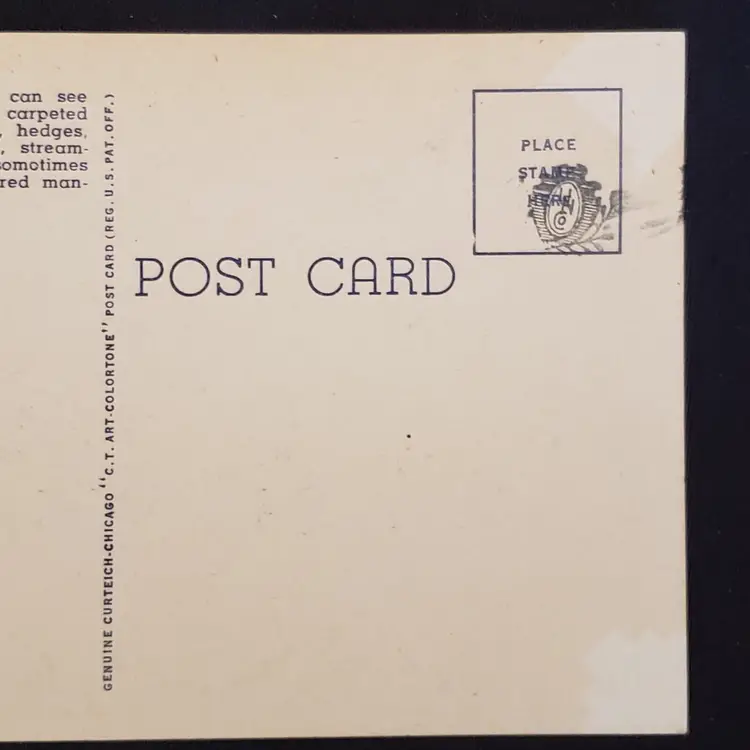 can see
carpeted
, hedges,
, stream-
somotimes
red man-
GENUINE CURTEICH-CHICAGO "C.T. ART-COLORTONE" POST CARD (REG. U.S. PAT. OFF.)
POST CARD
PLACE
STAMP
HERE